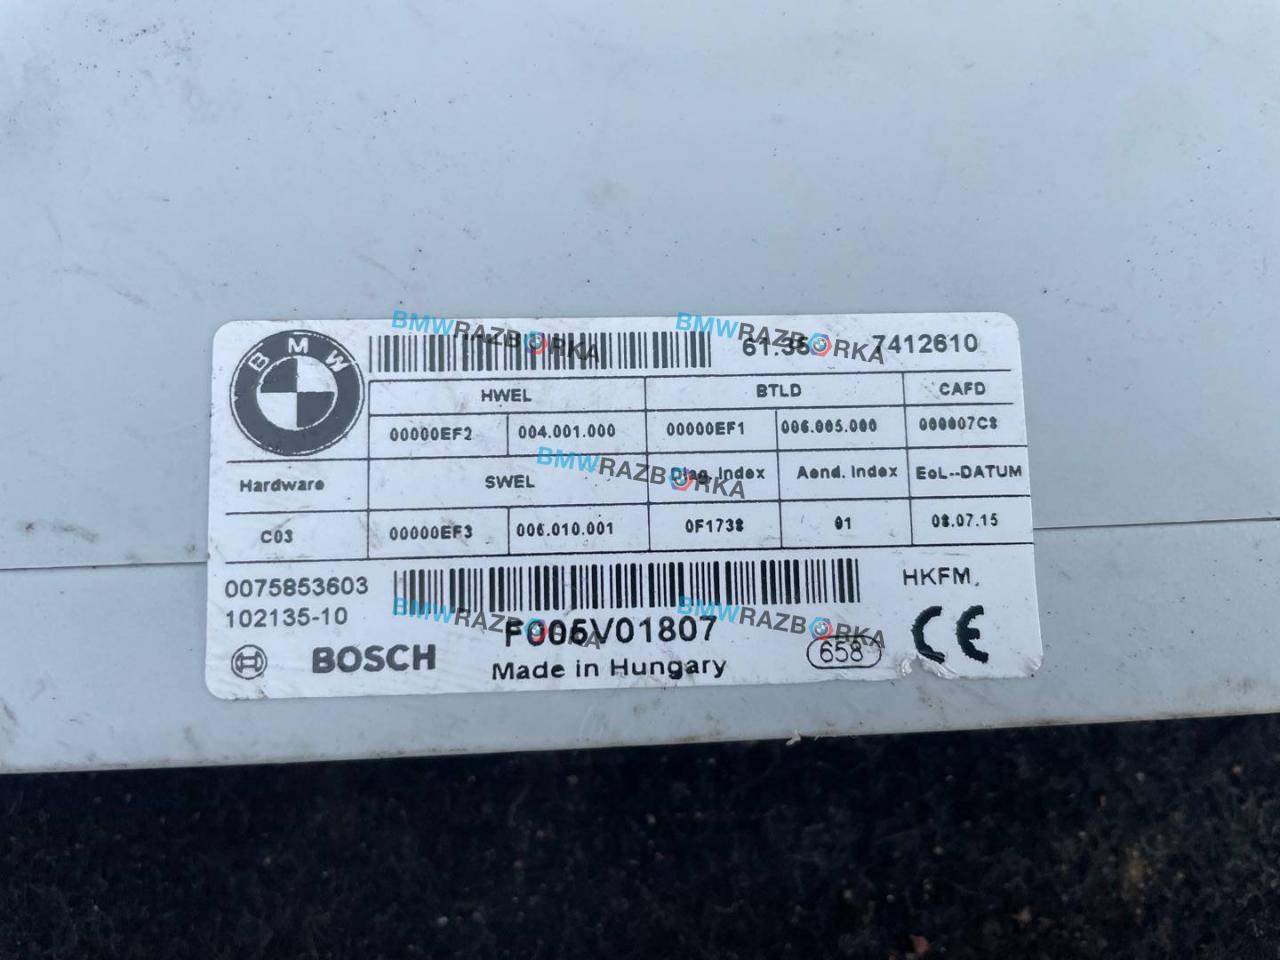 BMWRAZBORKA BMWRAZBORKA
BMW
61.35 7412610
HWEL BTLD CAFD
00000EF2 004.001.000 00000EF1 006.005.000 000007C3
BMWRAZBORKA
Hardware SWEL Diag. Index Aend. Index EoL--DATUM
C03 00000EF3 006.010.001 0F1738 01 08.07.15
0075853603 HKFM.
102135-10
BMWRAZBORKA BMWRAZBORKA
F005V01807
BOSCH Made in Hungary 658 CE